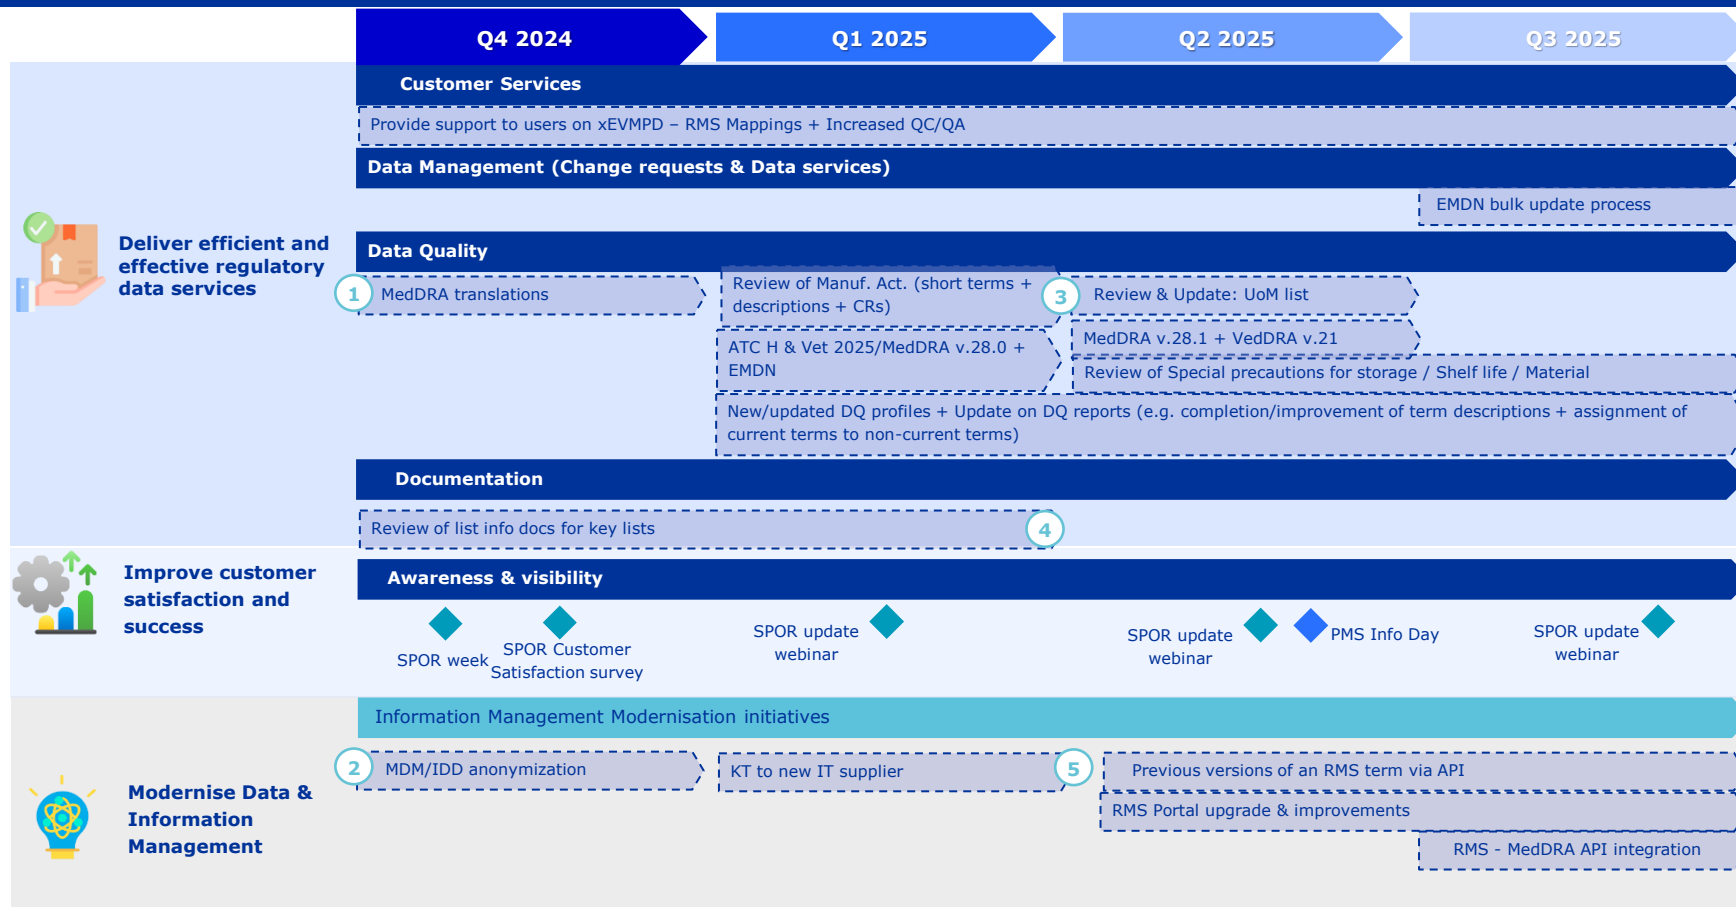 Q4 2024
Q1 2025
Q2 2025
Q3 2025
Customer Services
Provide support to users on xEVMPD – RMS Mappings + Increased QC/QA
Data Management (Change requests & Data services)
EMDN bulk update process
Deliver efficient and
effective regulatory
data services
Data Quality
1
MedDRA translations
Review of Manuf. Act. (short terms +
descriptions + CRs)
3
Review & Update: UoM list
ATC H & Vet 2025/MedDRA v.28.0 +
EMDN
MedDRA v.28.1 + VedDRA v.21
Review of Special precautions for storage / Shelf life / Material
New/updated DQ profiles + Update on DQ reports (e.g. completion/improvement of term descriptions + assignment of
current terms to non-current terms)
Documentation
Review of list info docs for key lists
4
Improve customer
satisfaction and
success
Awareness & visibility
SPOR week
SPOR Customer
Satisfaction survey
SPOR update
webinar
SPOR update
webinar
PMS Info Day
SPOR update
webinar
Information Management Modernisation initiatives
2
MDM/IDD anonymization
KT to new IT supplier
5
Previous versions of an RMS term via API
Modernise Data &
Information
Management
RMS Portal upgrade & improvements
RMS - MedDRA API integration